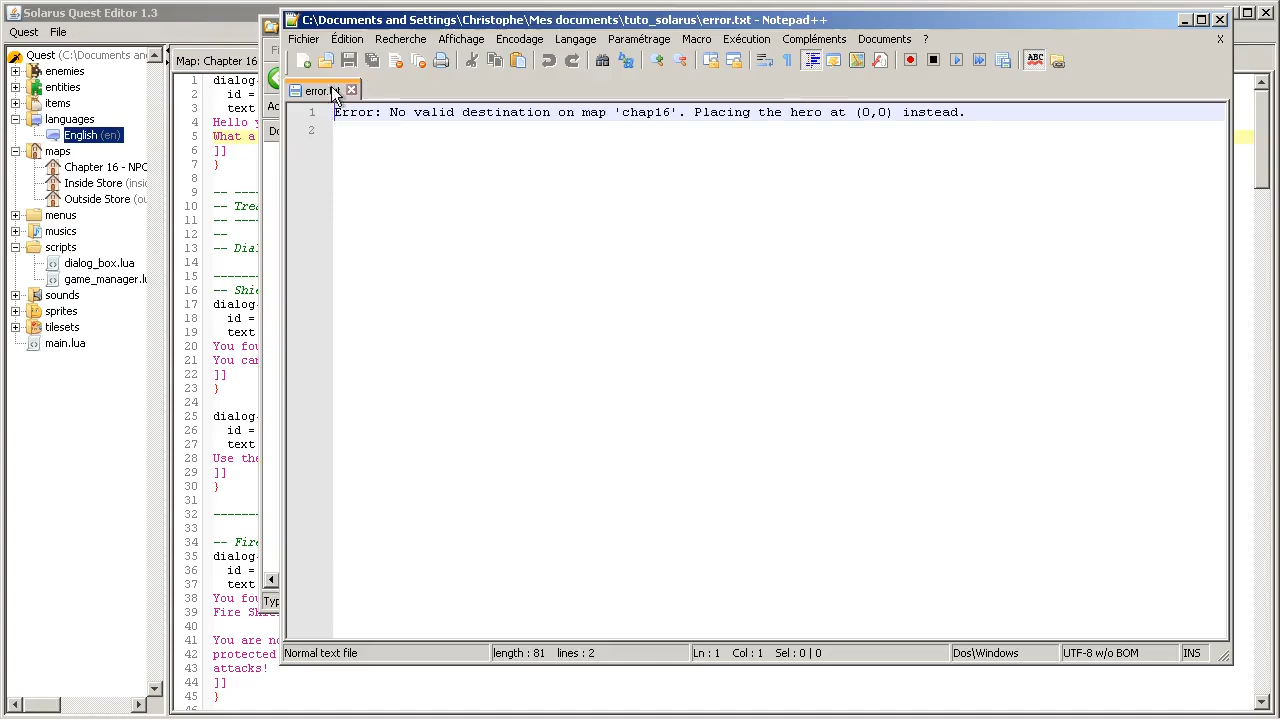 Solarus Quest Editor 1.3
Quest File
Quest (C:\Documents and
enemies
entities
items
languages
English (en)
maps
Chapter 16 - NPC
Inside Store (insi
Outside Store (ou
menus
musics
scripts
dialog_box.lua
game_manager.lu
sounds
sprites
tilesets
main.lua
Map: Chapter 16
1 dialog
2 id =
3 text
4 Hello y
5 What a
6 ]]
7 }
8
9 -- ----
10 -- Trea
11 -- ----
12 --
13 -- Dial
14
15 -------
16 -- Shie
17 dialog
18 id =
19 text
20 You fou
21 You can
22 ]]
23 }
24
25 dialog
26 id =
27 text
28 Use the
29 ]]
30 }
31
32 -------
33
34 -- Fire
35 dialog
36 id =
37 text
38 You fou
39 Fire Sh
40
41 You are no
42 protected
43 attacks!
44 ]]
45 }
46
Typ
C:\Documents and Settings\Christophe\Mes documents\tuto_solarus\error.txt - Notepad++
Fichier Édition Recherche Affichage Encodage Langage Paramétrage Macro Exécution Compléments Documents ? X
error.
1 Error: No valid destination on map 'chap16'. Placing the hero at (0,0) instead.
2
Normal text file length : 81 lines : 2 Ln : 1 Col : 1 Sel : 0 | 0 Dos\Windows UTF-8 w/o BOM INS